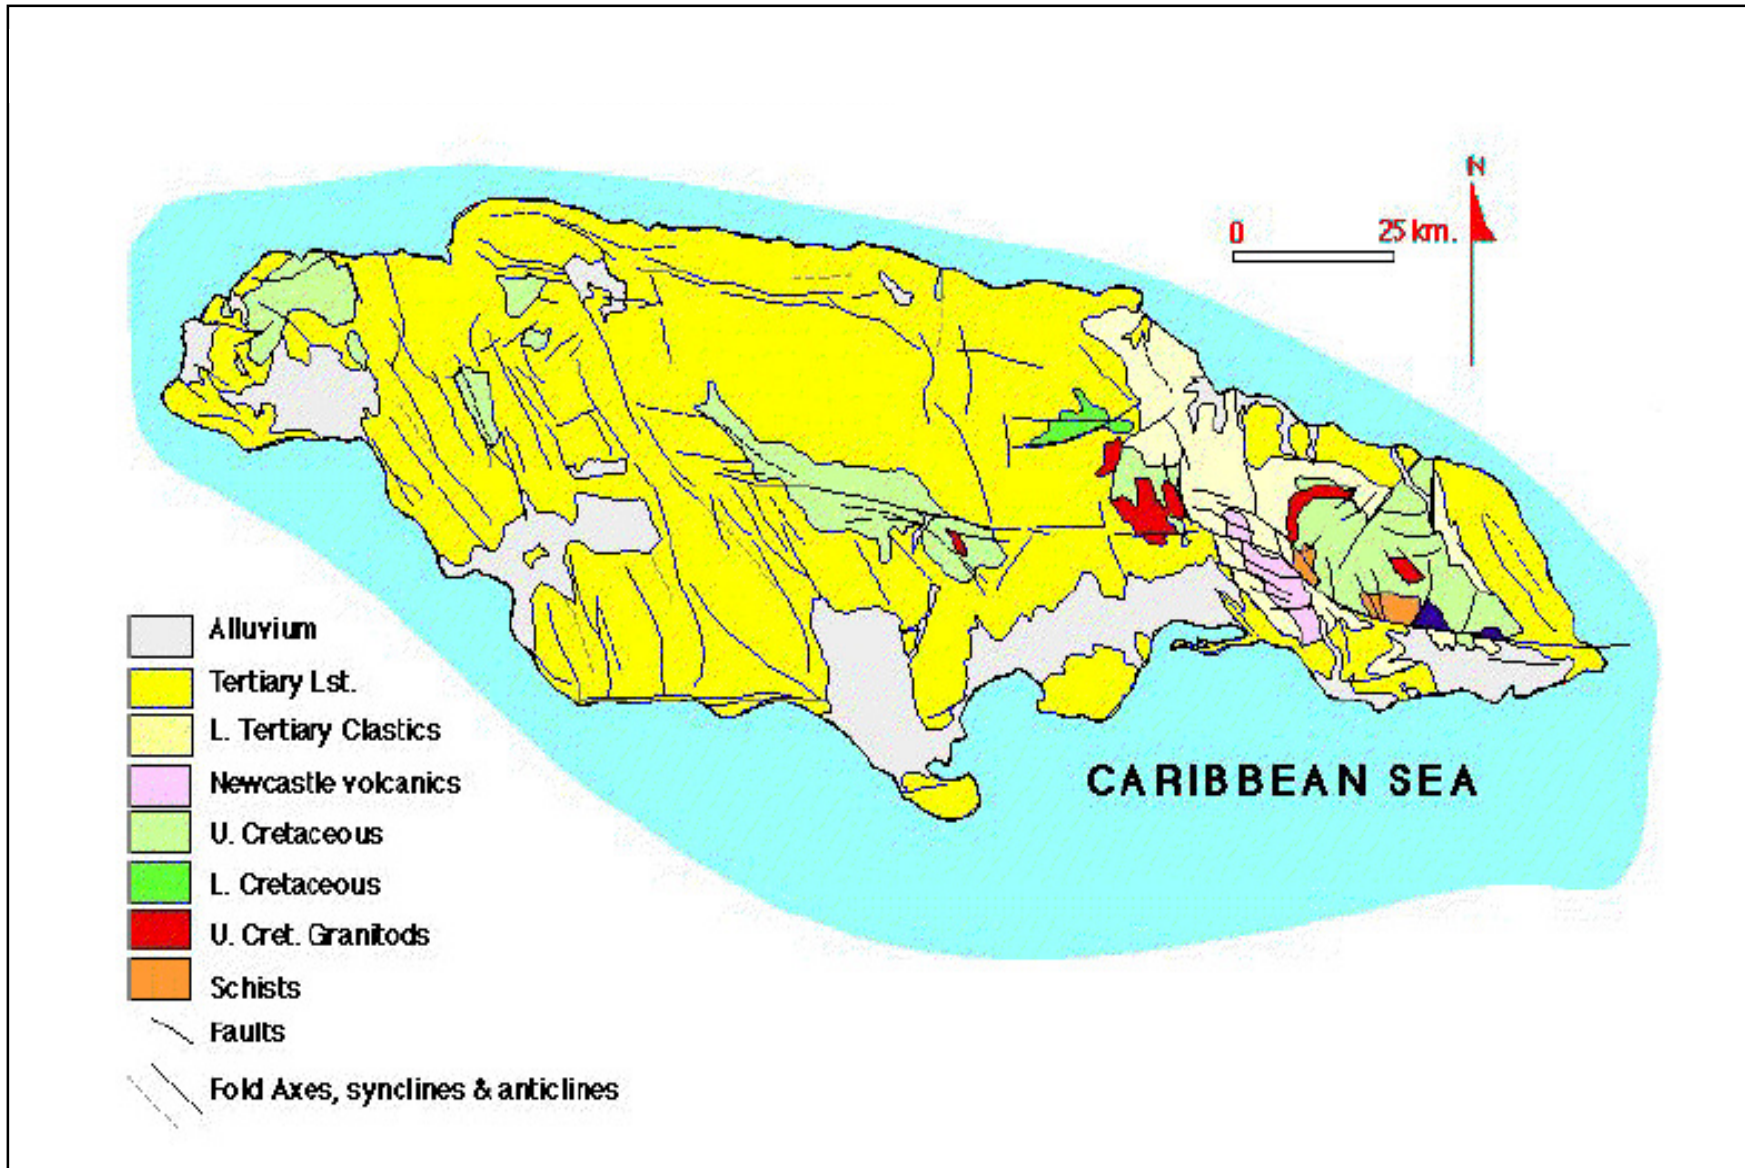 N
0 25 km.
CARIBBEAN SEA
Alluvium
Tertiary Lst.
L. Tertiary Clastics
Newcastle volcanics
U. Cretaceous
L. Cretaceous
U. Cret. Granitods
Schists
Faults
Fold Axes, synclines & anticlines